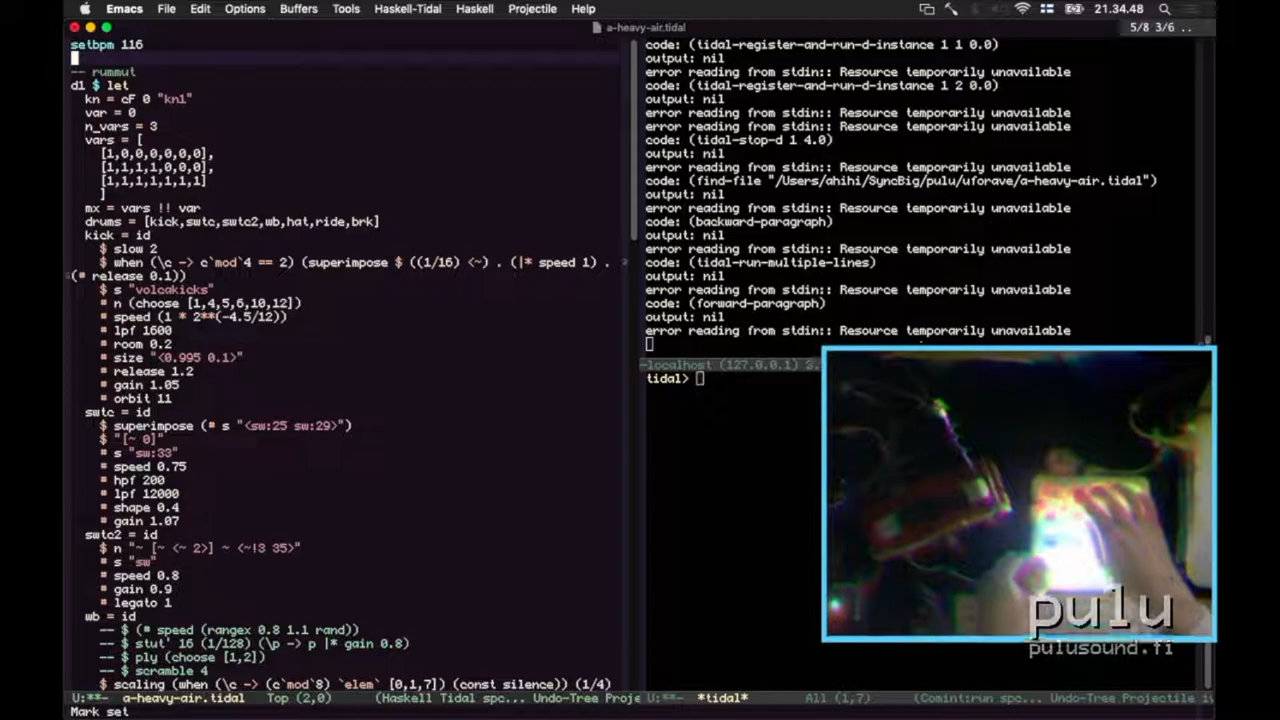 Emacs File Edit Options Buffers Tools Haskell-Tidal Haskell Projectile Help 21.34.48
a-heavy-air.tidal 5/8 3/6 ..
setbpm 116
-- rummut
d1 $ let
kn = cF 0 "kn1"
var = 0
n_vars = 3
vars = [
[1,0,0,0,0,0,0],
[1,1,1,1,0,0,0],
[1,1,1,1,1,1,1]
]
mx = vars !! var
drums = [kick,swtc,swtc2,wb,hat,ride,brk]
kick = id
$ slow 2
$ when (\c -> c`mod`4 == 2) (superimpose $ ((1/16) <~) . (|* speed 1) .
(# release 0.1))
$ s "volcakicks"
# n (choose [1,4,5,6,10,12])
# speed (1 * 2**(-4.5/12))
# lpf 1600
# room 0.2
# size "<0.995 0.1>"
# release 1.2
# gain 1.05
# orbit 11
swtc = id
$ superimpose (# s "<sw:25 sw:29>")
$ "[~ 0]"
# s "sw:33"
# speed 0.75
# hpf 200
# lpf 12000
# shape 0.4
# gain 1.07
swtc2 = id
$ n "~ [~ <~ 2>] ~ <~!3 35>"
# s "sw"
# speed 0.8
# gain 0.9
# legato 1
wb = id
-- $ (# speed (rangex 0.8 1.1 rand))
-- $ stut' 16 (1/128) (\p -> p |* gain 0.8)
-- $ ply (choose [1,2])
-- $ scramble 4
$ scaling (when (\c -> (c`mod`8) `elem` [0,1,7]) (const silence)) (1/4)
U:**- a-heavy-air.tidal Top (2,0) (Haskell Tidal spc... Undo-Tree Proje
Mark set
code: (tidal-register-and-run-d-instance 1 1 0.0)
output: nil
error reading from stdin:: Resource temporarily unavailable
code: (tidal-register-and-run-d-instance 1 2 0.0)
output: nil
error reading from stdin:: Resource temporarily unavailable
error reading from stdin:: Resource temporarily unavailable
code: (tidal-stop-d 1 4.0)
output: nil
error reading from stdin:: Resource temporarily unavailable
code: (find-file "/Users/ahihi/SyncBig/pulu/uforave/a-heavy-air.tidal")
output: nil
error reading from stdin:: Resource temporarily unavailable
code: (backward-paragraph)
output: nil
error reading from stdin:: Resource temporarily unavailable
code: (tidal-run-multiple-lines)
output: nil
error reading from stdin:: Resource temporarily unavailable
code: (forward-paragraph)
output: nil
error reading from stdin:: Resource temporarily unavailable
-localhost (127.0.0.1) 3.
tidal>
pulu
pulusound.fi
U:**- *tidal* All (1,7) (Comint:run spc... Undo-Tree Projectile